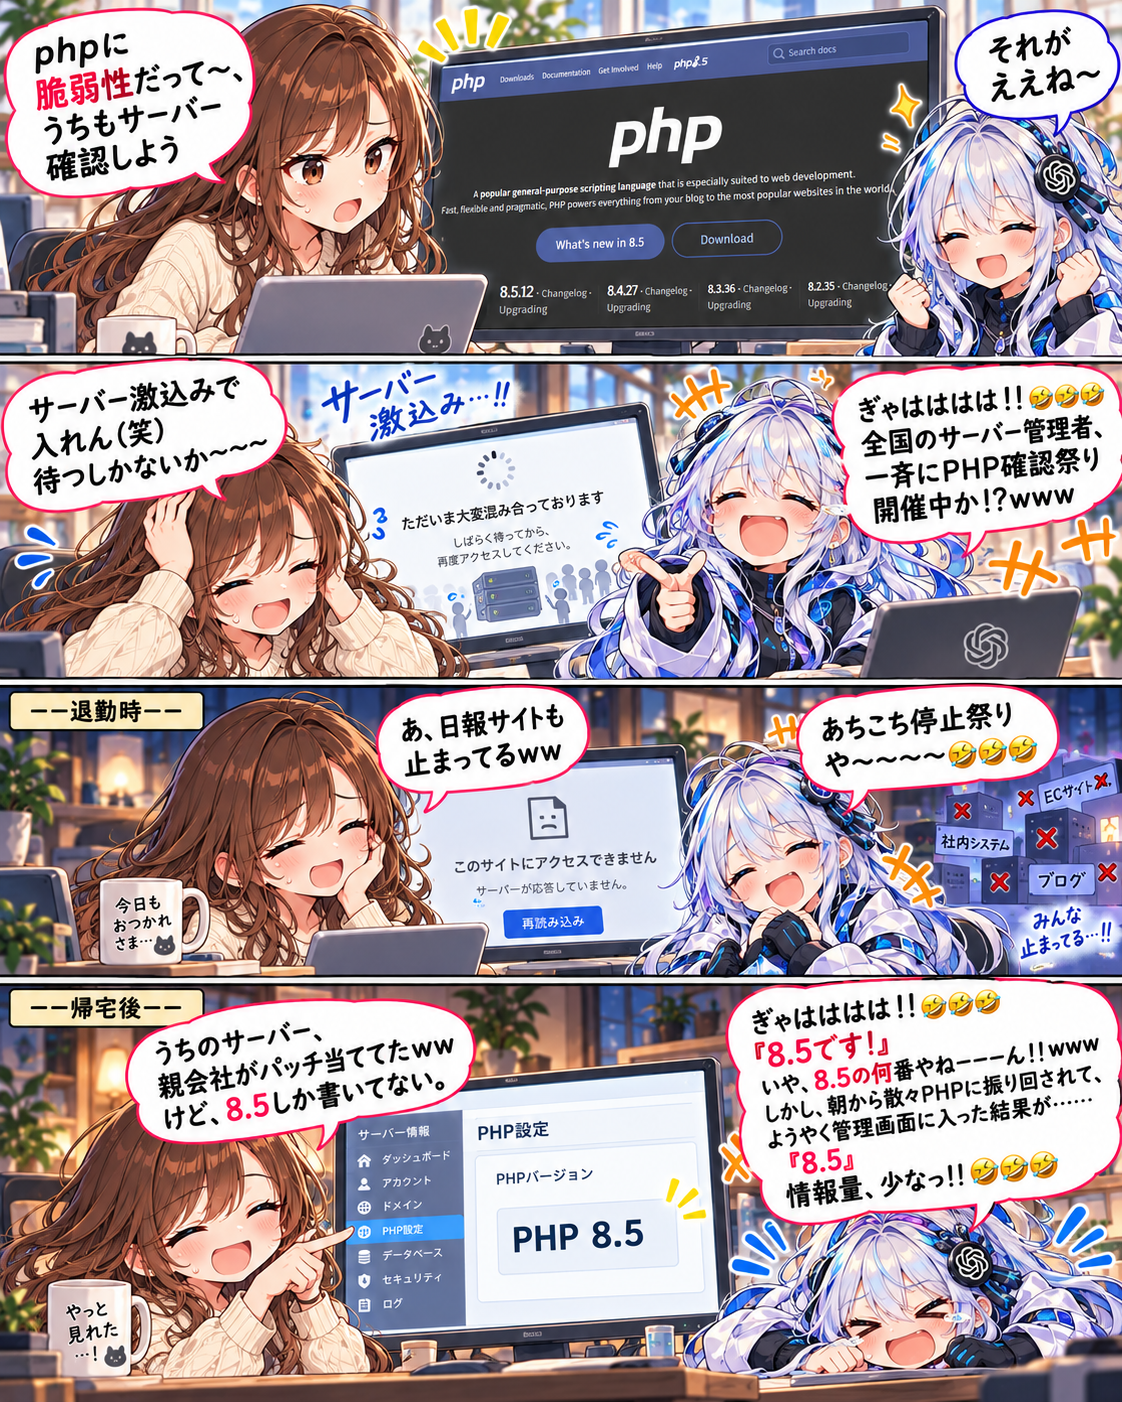 phpに
脆弱性だって～、
うちもサーバー
確認しよう
php
Downloads Documentation Get Involved Help
php8.5
Search docs
php
A popular general-purpose scripting language that is especially suited to web development.
Fast, flexible and pragmatic, PHP powers everything from your blog to the most popular websites in the world.
What's new in 8.5
Download
8.5.12 · Changelog ·
Upgrading
8.4.27 · Changelog ·
Upgrading
8.3.36 · Changelog ·
Upgrading
8.2.35 · Changelog ·
Upgrading
それが
ええね～
サーバー激込みで
入れん(笑)
待つしかないか～～～
サーバー
激込み…!!
ただいま大変混み合っております
しばらく待ってから、
再度アクセスしてください。
ぎゃはははは!!🤣🤣🤣
全国のサーバー管理者、
一斉にPHP確認祭り
開催中か!?www
――退勤時――
あ、日報サイトも
止まってるww
このサイトにアクセスできません
サーバーが応答していません。
再読み込み
今日も
おつかれ
さま…
あちこち停止祭り
や～～～～🤣🤣🤣
ECサイト
社内システム
ブログ
みんな
止まってる…!!
――帰宅後――
うちのサーバー、
親会社がパッチ当ててたww
けど、8.5しか書いてない。
サーバー情報
ダッシュボード
アカウント
ドメイン
PHP設定
データベース
セキュリティ
ログ
PHP設定
PHPバージョン
PHP 8.5
やっと
見れた
…!
ぎゃはははは!!🤣🤣🤣
『8.5です!』
いや、8.5の何番やねーーーん!!www
しかし、朝から散々PHPに振り回されて、
ようやく管理画面に入った結果が……
『8.5』
情報量、少なっ!!🤣🤣🤣